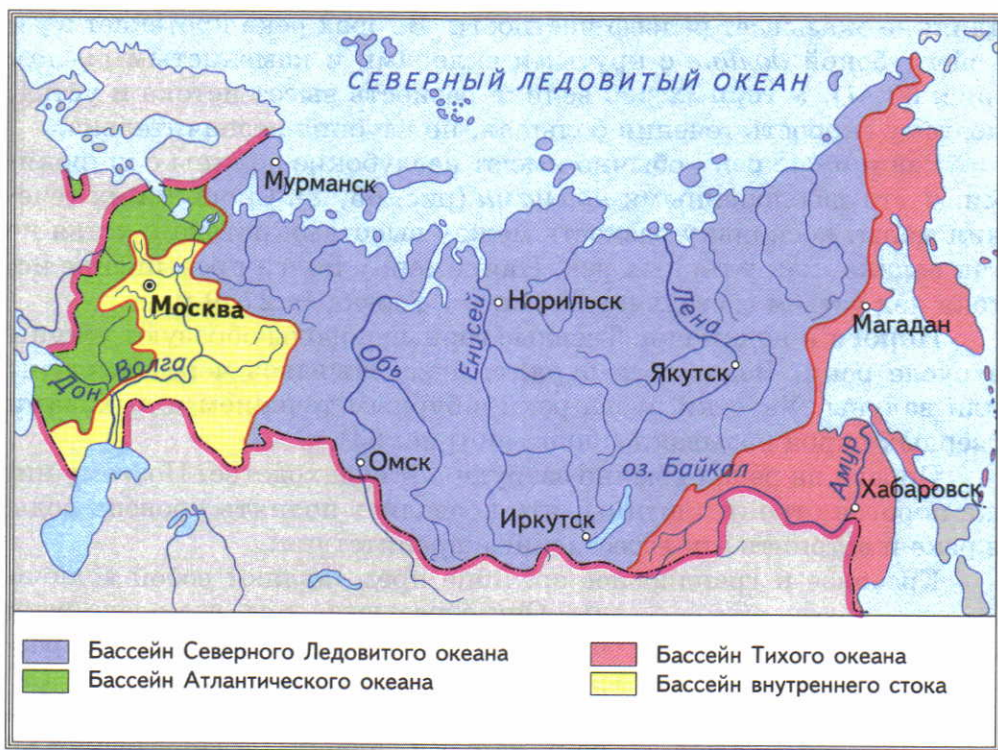 СЕВЕРНЫЙ ЛЕДОВИТЫЙ ОКЕАН
Мурманск
Москва
Норильск
Енисей
Лена
Магадан
Обь
Волга
Дон
Якутск
Омск
оз. Байкал
Амур
Хабаровск
Иркутск
Бассейн Северного Ледовитого океана
Бассейн Атлантического океана
Бассейн Тихого океана
Бассейн внутреннего стока